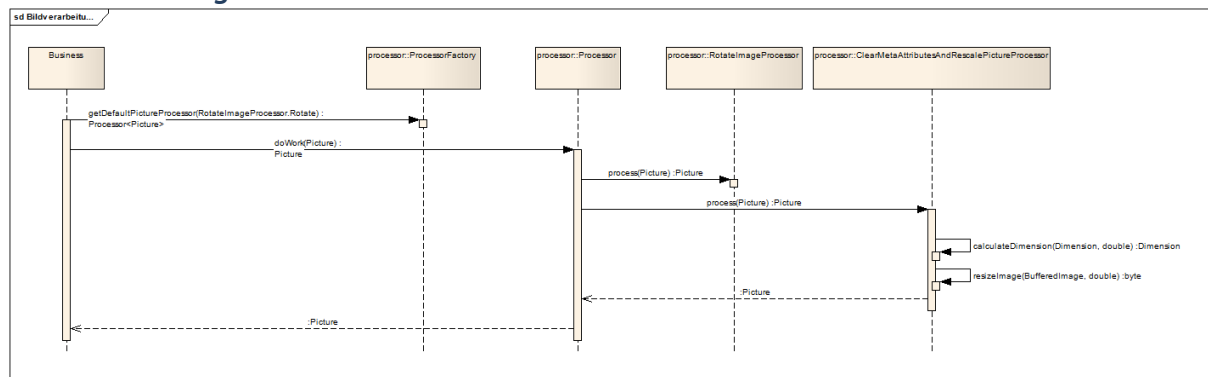 sd Bildverarbeitu...
Business
processor::ProcessorFactory
processor::Processor
processor::RotateImageProcessor
processor::ClearMetaAttributesAndRescalePictureProcessor
getDefaultPictureProcessor(RotateImageProcessor.Rotate) :
Processor<Picture>
doWork(Picture) :
Picture
process(Picture) :Picture
process(Picture) :Picture
calculateDimension(Dimension, double) :Dimension
resizeImage(BufferedImage, double) :byte
:Picture
:Picture